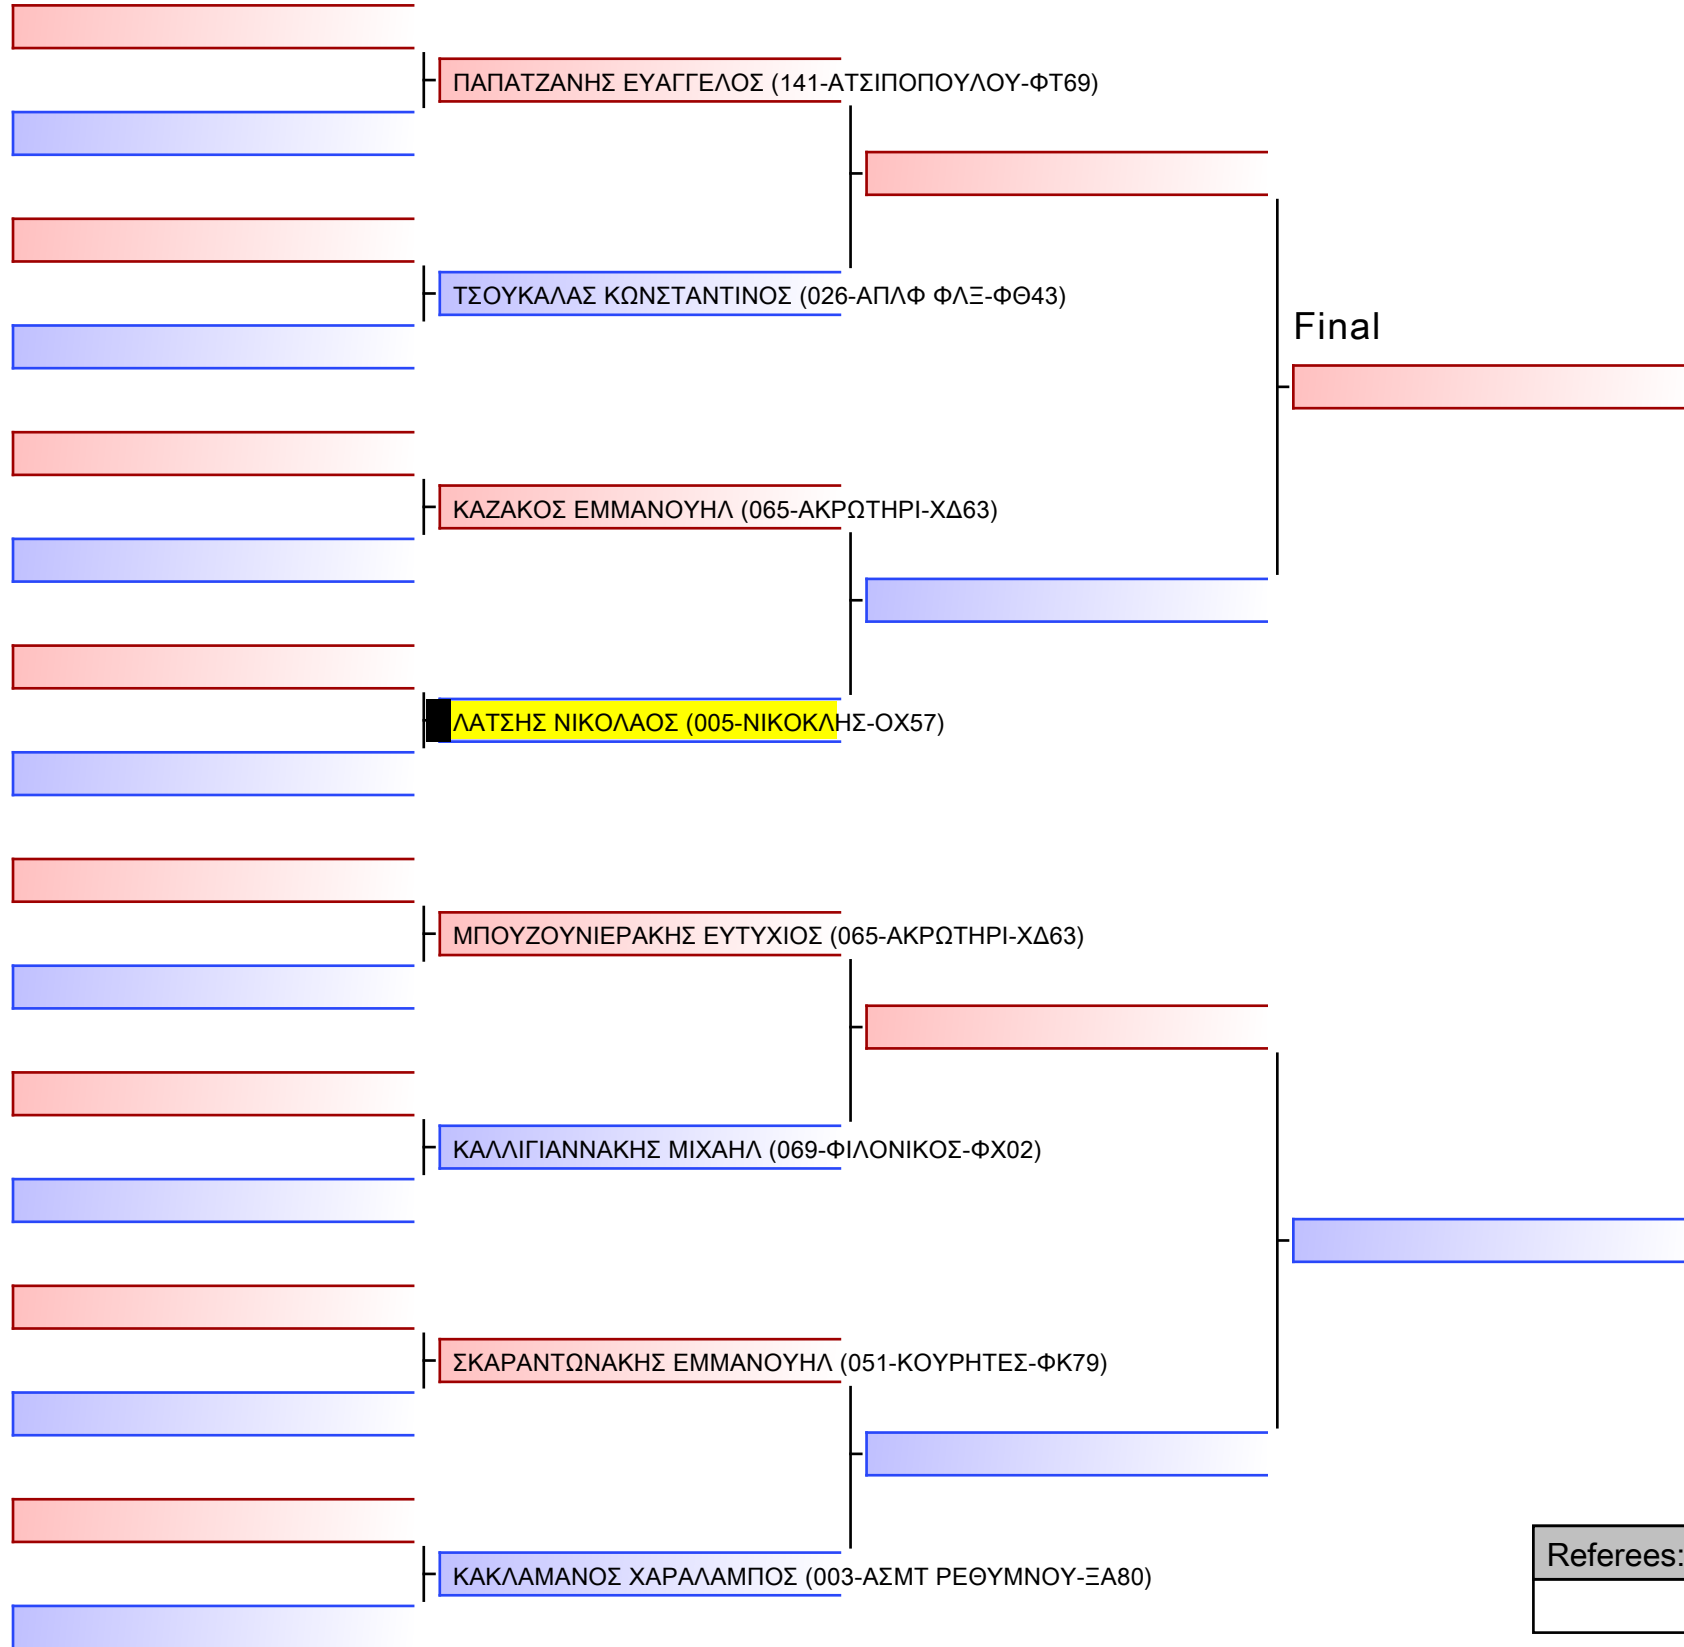 ΠΑΠΑΤΖΑΝΗΣ ΕΥΑΓΓΕΛΟΣ (141-ΑΤΣΙΠΟΠΟΥΛΟΥ-ΦΤ69)
ΤΣΟΥΚΑΛΑΣ ΚΩΝΣΤΑΝΤΙΝΟΣ (026-ΑΠΛΦ ΦΛΞ-ΦΘ43)
Final
ΚΑΖΑΚΟΣ ΕΜΜΑΝΟΥΗΛ (065-ΑΚΡΩΤΗΡΙ-ΧΔ63)
ΛΑΤΣΗΣ ΝΙΚΟΛΑΟΣ (005-ΝΙΚΟΚΛΗΣ-ΟΧ57)
ΜΠΟΥΖΟΥΝΙΕΡΑΚΗΣ ΕΥΤΥΧΙΟΣ (065-ΑΚΡΩΤΗΡΙ-ΧΔ63)
ΚΑΛΛΙΓΙΑΝΝΑΚΗΣ ΜΙΧΑΗΛ (069-ΦΙΛΟΝΙΚΟΣ-ΦΧ02)
ΣΚΑΡΑΝΤΩΝΑΚΗΣ ΕΜΜΑΝΟΥΗΛ (051-ΚΟΥΡΗΤΕΣ-ΦΚ79)
ΚΑΚΛΑΜΑΝΟΣ ΧΑΡΑΛΑΜΠΟΣ (003-ΑΣΜΤ ΡΕΘΥΜΝΟΥ-ΞΑ80)
Referees: